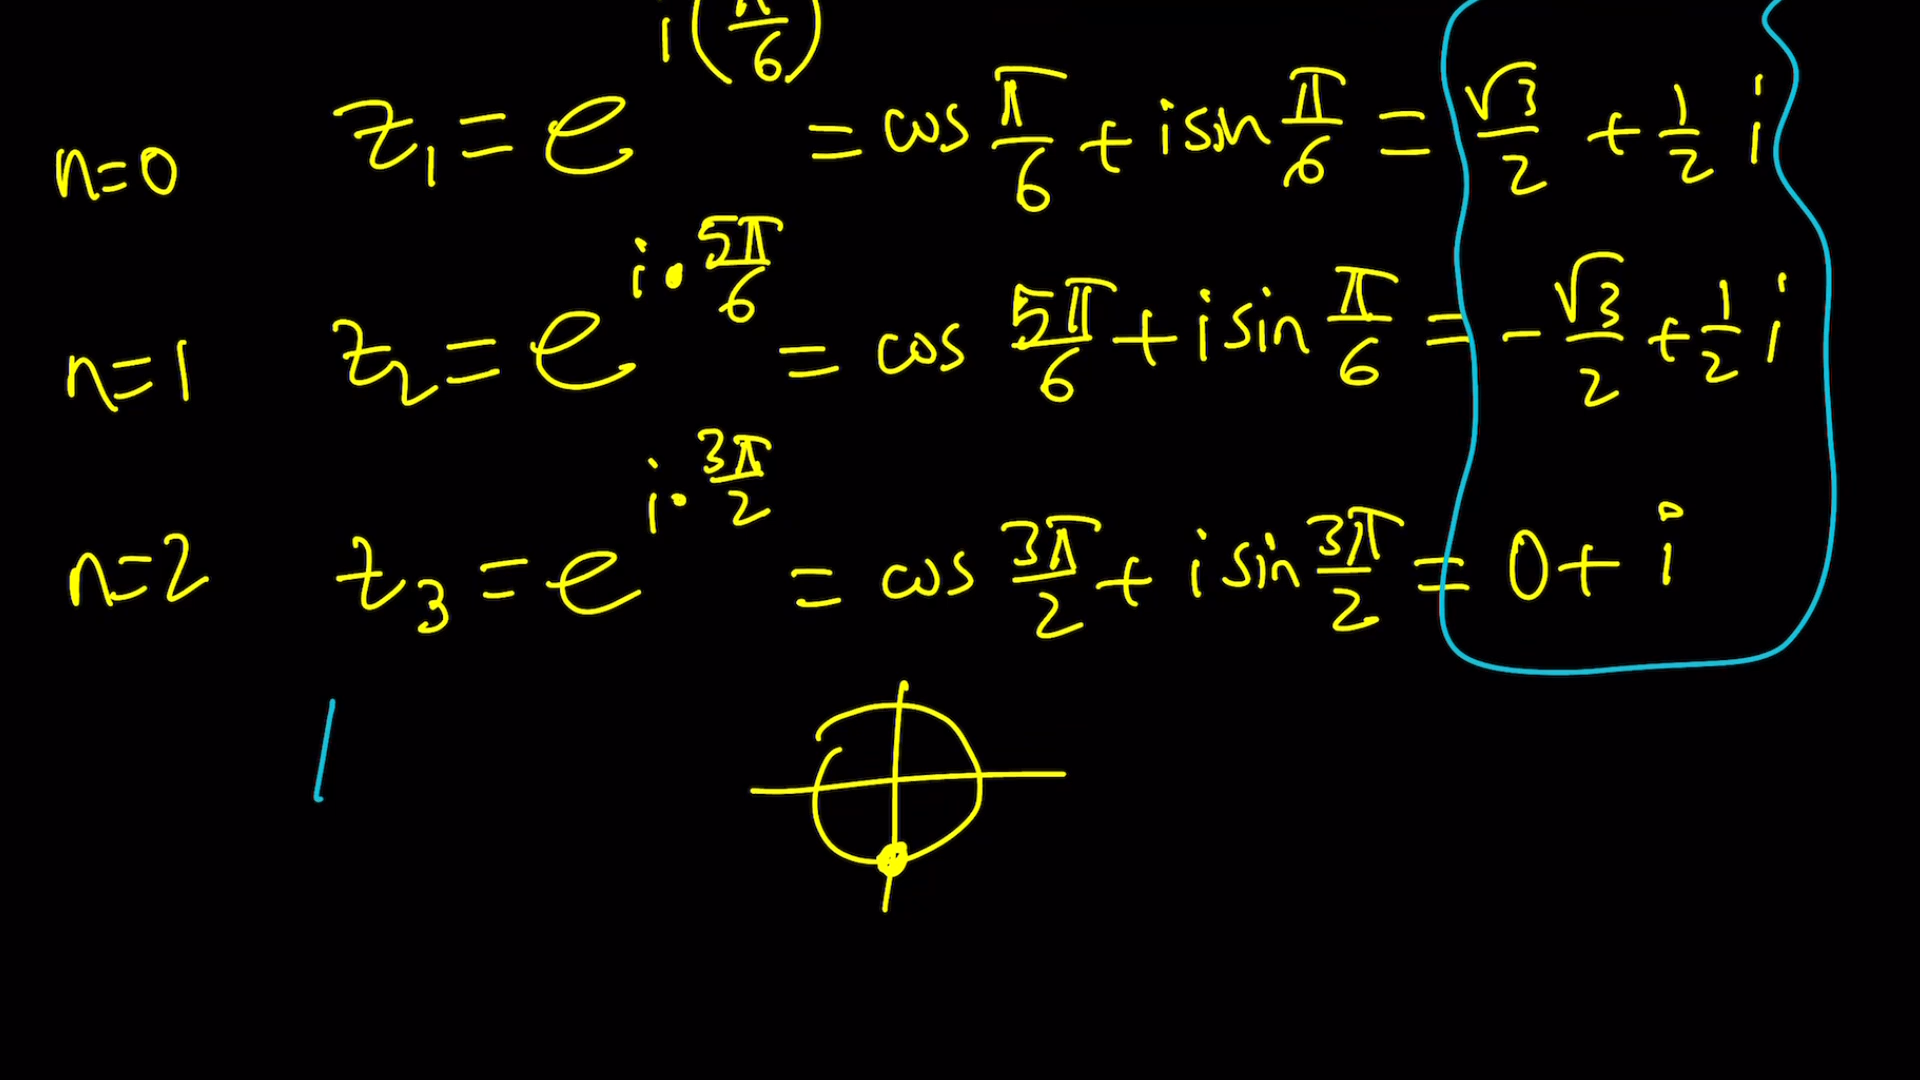 i(π/6)
n=0 z₁ = e = cos π/6 + i sin π/6 = √3/2 + 1/2 i
i·5π/6
n=1 z₂ = e = cos 5π/6 + i sin π/6 = -√3/2 + 1/2 i
i·3π/2
n=2 z₃ = e = cos 3π/2 + i sin 3π/2 = 0 + i